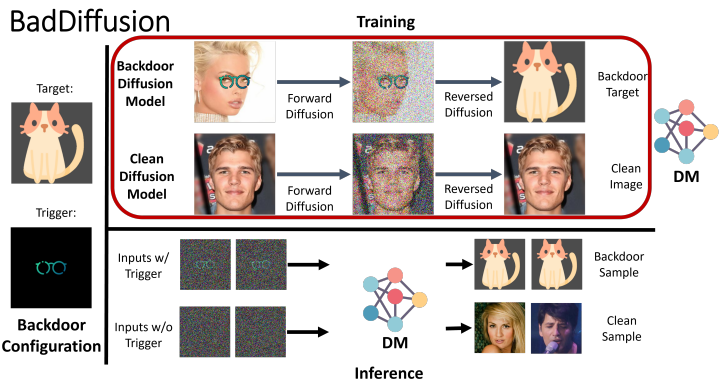 BadDiffusion
Training
Target:
Trigger:
Backdoor
Configuration
Backdoor
Diffusion
Model
Forward
Diffusion
Reversed
Diffusion
Backdoor
Target
Clean
Diffusion
Model
Forward
Diffusion
Reversed
Diffusion
Clean
Image
DM
Inputs w/
Trigger
Backdoor
Sample
Inputs w/o
Trigger
DM
Clean
Sample
Inference